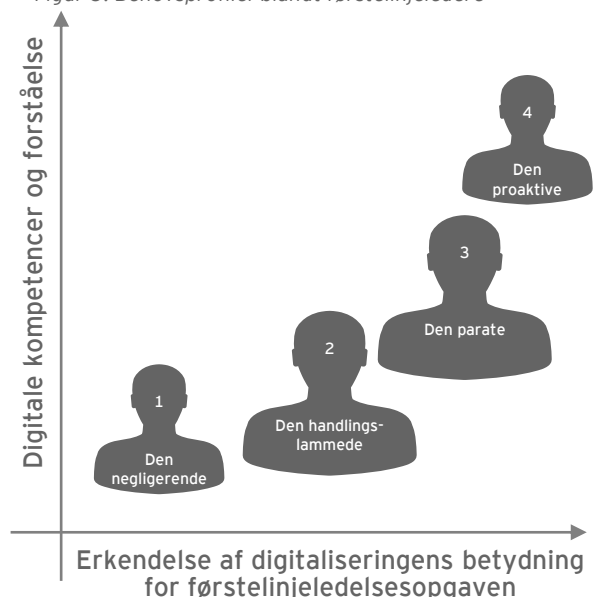 Digitale kompetencer og forståelse
4
Den
proaktive
3
Den parate
2
Den handlings-
lammede
1
Den
negligerende
Erkendelse af digitaliseringens betydning
for førstelinjeledelsesopgaven